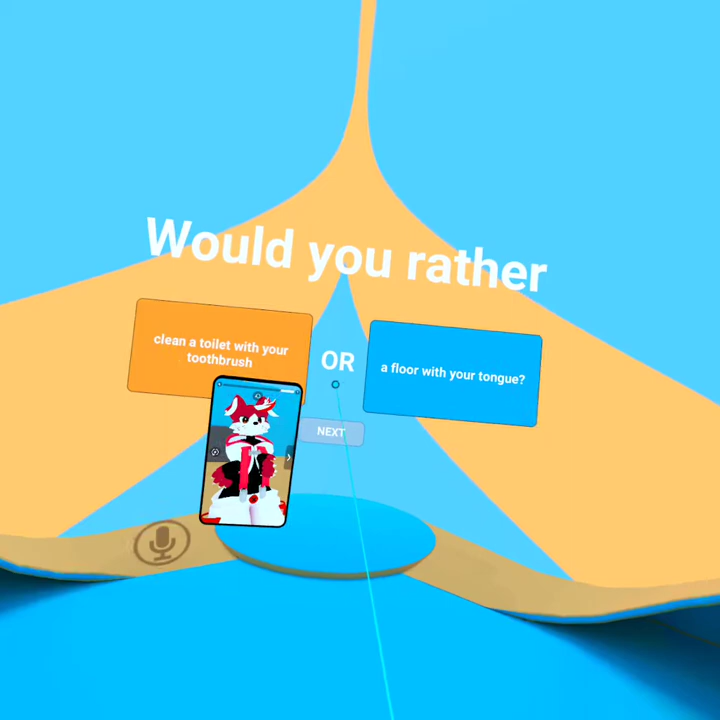 Would you rather
clean a toilet with your
toothbrush
OR
a floor with your tongue?
NEXT